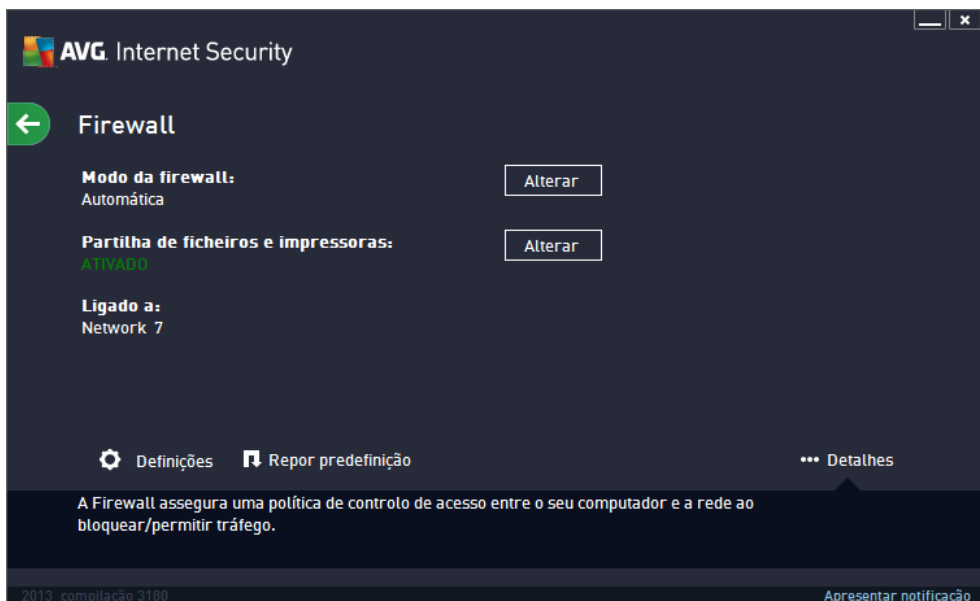 AVG. Internet Security
Firewall
Modo da firewall:
Automática
Alterar
Partilha de ficheiros e impressoras:
ATIVADO
Alterar
Ligado a:
Network 7
Definições
Repor predefinição
••• Detalhes
A Firewall assegura uma política de controlo de acesso entre o seu computador e a rede ao
bloquear/permitir tráfego.
2013 compilação 3180
Apresentar notificação